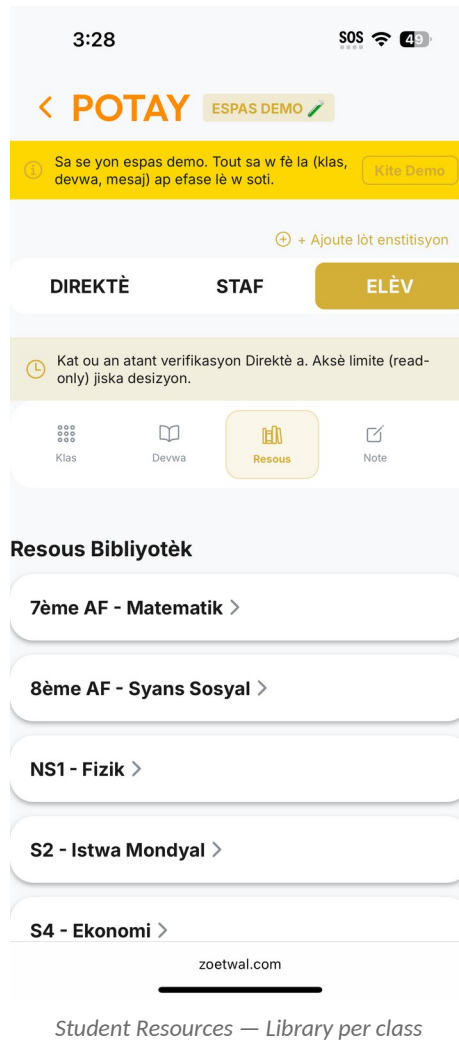 3:28
SOS
49
POTAY
ESPAS DEMO
Sa se yon espas demo. Tout sa w fè la (klas,
devwa, mesaj) ap efase lè w soti.
Kite Demo
+ Ajoute lòt enstitisyon
DIREKTÈ
STAF
ELÈV
Kat ou an atant verifikasyon Direktè a. Aksè limite (read-
only) jiska desizyon.
Klas
Devwa
Resous
Note
Resous Bibliyotèk
7ème AF - Matematik
8ème AF - Syans Sosyal
NS1 - Fizik
S2 - Istwa Mondyal
S4 - Ekonomi
zoetwal.com
Student Resources — Library per class